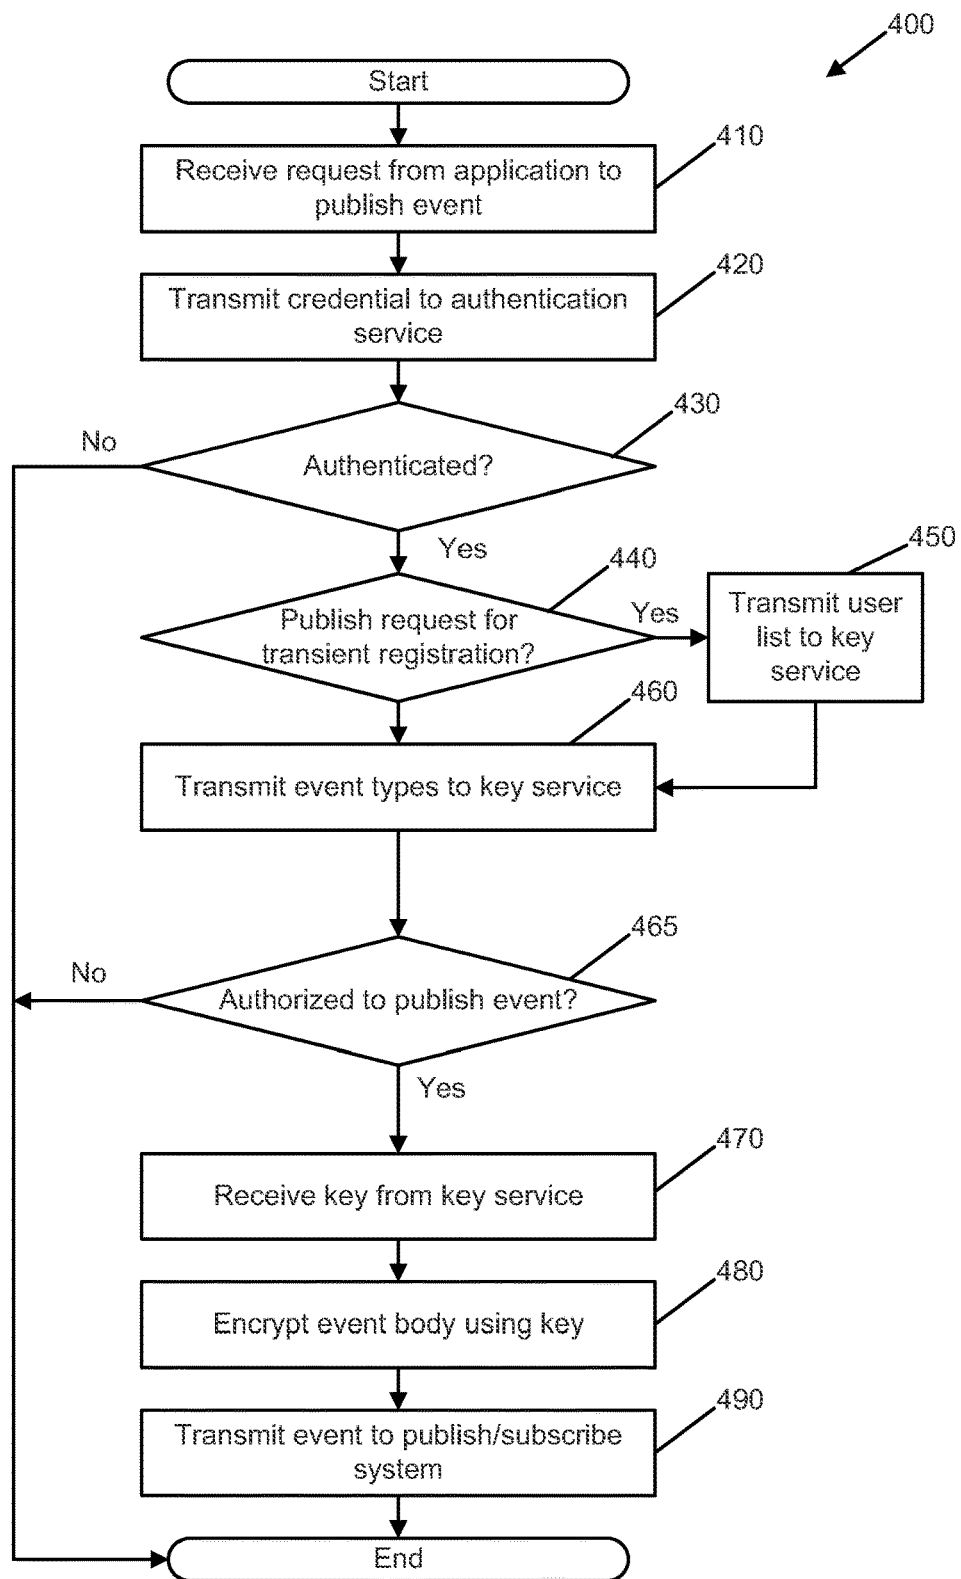 400
Start
410
Receive request from application to
publish event
420
Transmit credential to authentication
service
430
No
Authenticated?
Yes
440
450
Publish request for
transient registration?
Yes
Transmit user
list to key
service
460
Transmit event types to key service
465
No
Authorized to publish event?
Yes
470
Receive key from key service
480
Encrypt event body using key
490
Transmit event to publish/subscribe
system
End